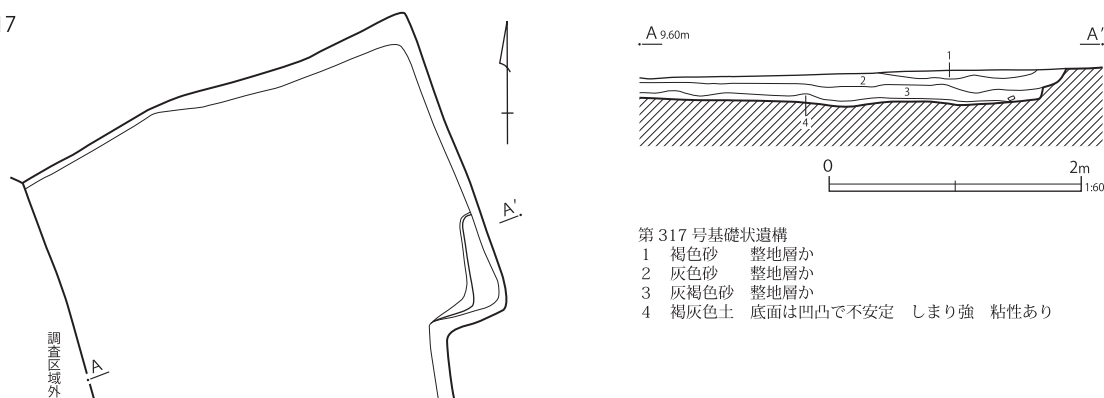 17
A'
調査区域外
A
A 9.60m
A'
1
2
3
4
0 2m
1:60
第 317 号基礎状遺構
1 褐色砂 整地層か
2 灰色砂 整地層か
3 灰褐色砂 整地層か
4 褐灰色土 底面は凹凸で不安定 しまり強 粘性あり